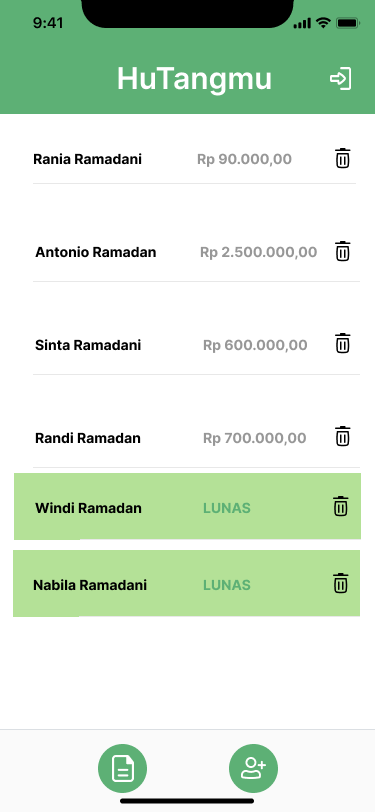 9:41
HuTangmu
Rania Ramadani Rp 90.000,00
Antonio Ramadan Rp 2.500.000,00
Sinta Ramadani Rp 600.000,00
Randi Ramadan Rp 700.000,00
Windi Ramadan LUNAS
Nabila Ramadani LUNAS